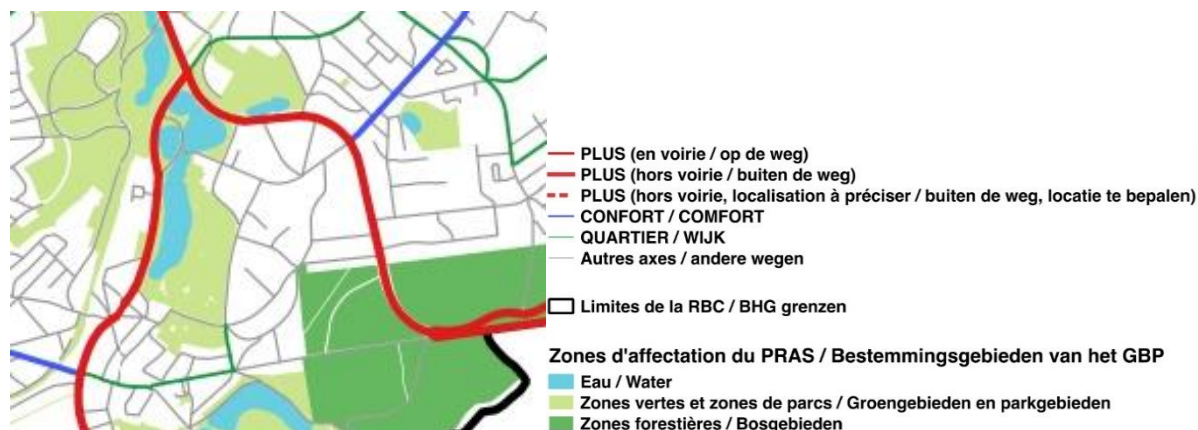 PLUS (en voirie / op de weg)
PLUS (hors voirie / buiten de weg)
PLUS (hors voirie, localisation à préciser / buiten de weg, locatie te bepalen)
CONFORT / COMFORT
QUARTIER / WIJK
Autres axes / andere wegen
Limites de la RBC / BHG grenzen
Zones d'affectation du PRAS / Bestemmingsgebieden van het GBP
Eau / Water
Zones vertes et zones de parcs / Groengebieden en parkgebieden
Zones forestières / Bosgebieden